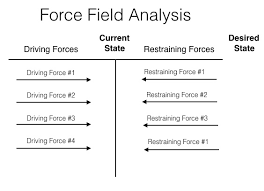 Force Field Analysis
Driving Forces
Current
State
Restraining Forces
Desired
State
Driving Force #1
Restraining Force #1
Driving Force #2
Restraining Force #2
Driving Force #3
Restraining Force #3
Driving Force #4
Restraining Force #1